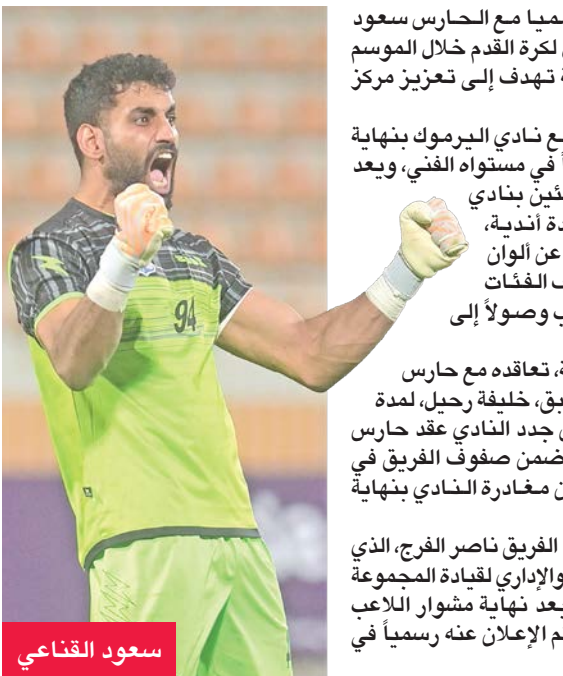 سميا مع الحارس سعود
لكرة القدم خلال الموسم
ة تهدف إلى تعزيز مركز
ع نادي اليرموك بنهاية
اً في مستواه الفني، ويعد
ئين بنادي
دة أندية،
عن ألوان
ف الفئات
ب وصولاً إلى
ة، تعاقده مع حارس
بق، خليفة رحيل، لمدة
جدد النادي عقد حارس
ضمن صفوف الفريق في
ن مغادرة النادي بنهاية
الفريق ناصر الفرج، الذي
والإداري لقيادة المجموعة
بعد نهاية مشوار اللاعب
م الإعلان عنه رسمياً في
94
سعود القناعي